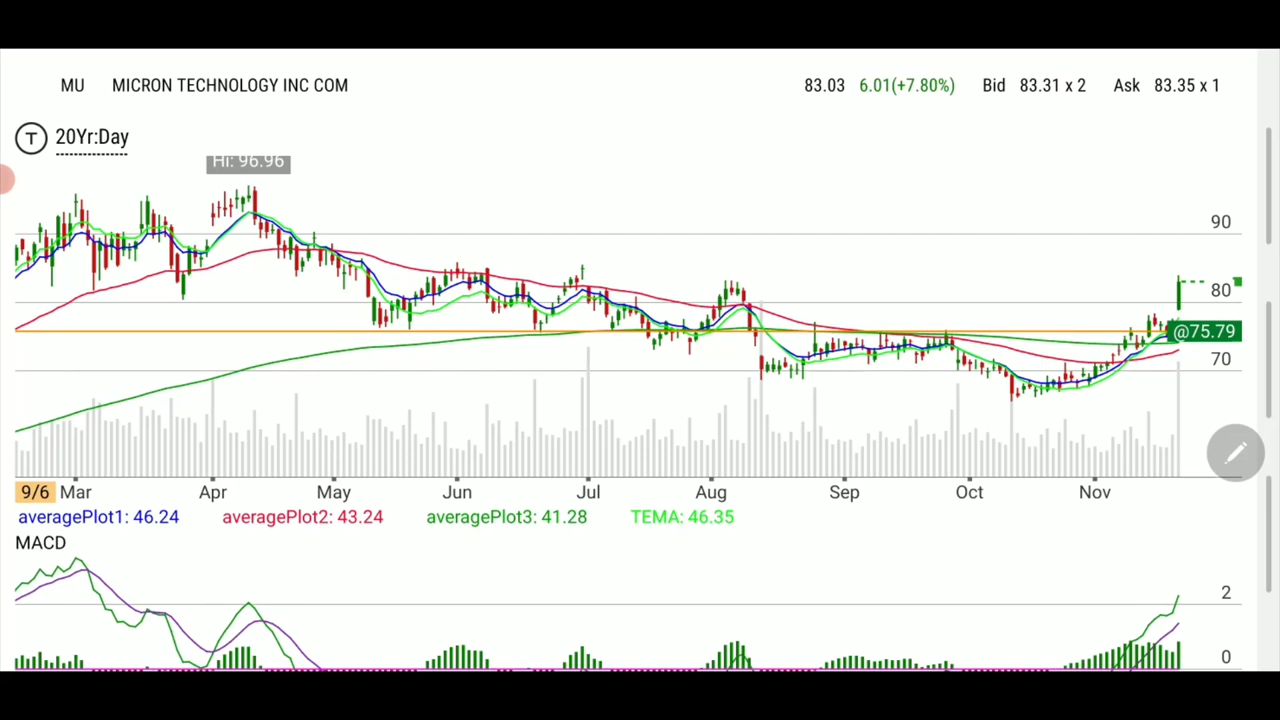 MU MICRON TECHNOLOGY INC COM 83.03 6.01(+7.80%) Bid 83.31 x 2 Ask 83.35 x 1
T 20Yr:Day
Hi: 96.96
90
80
@75.79
70
9/6 Mar Apr May Jun Jul Aug Sep Oct Nov
averagePlot1: 46.24 averagePlot2: 43.24 averagePlot3: 41.28 TEMA: 46.35
MACD
2
0